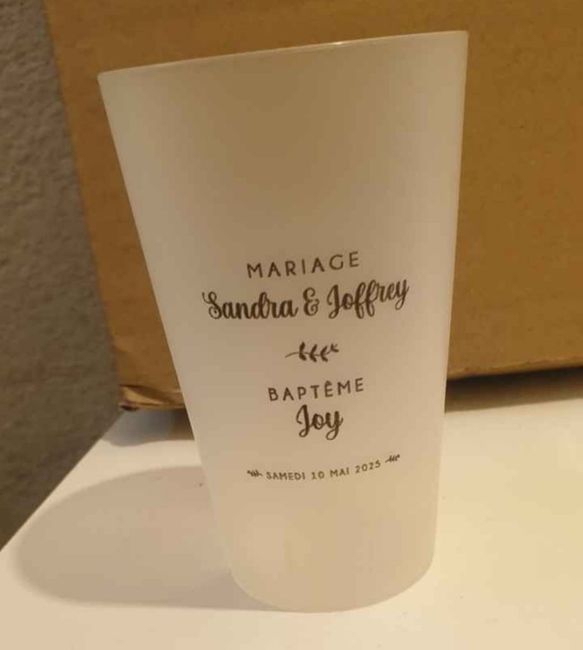 MARIAGE
Sandra & Joffrey
BAPTÊME
Joy
SAMEDI 10 MAI 2025